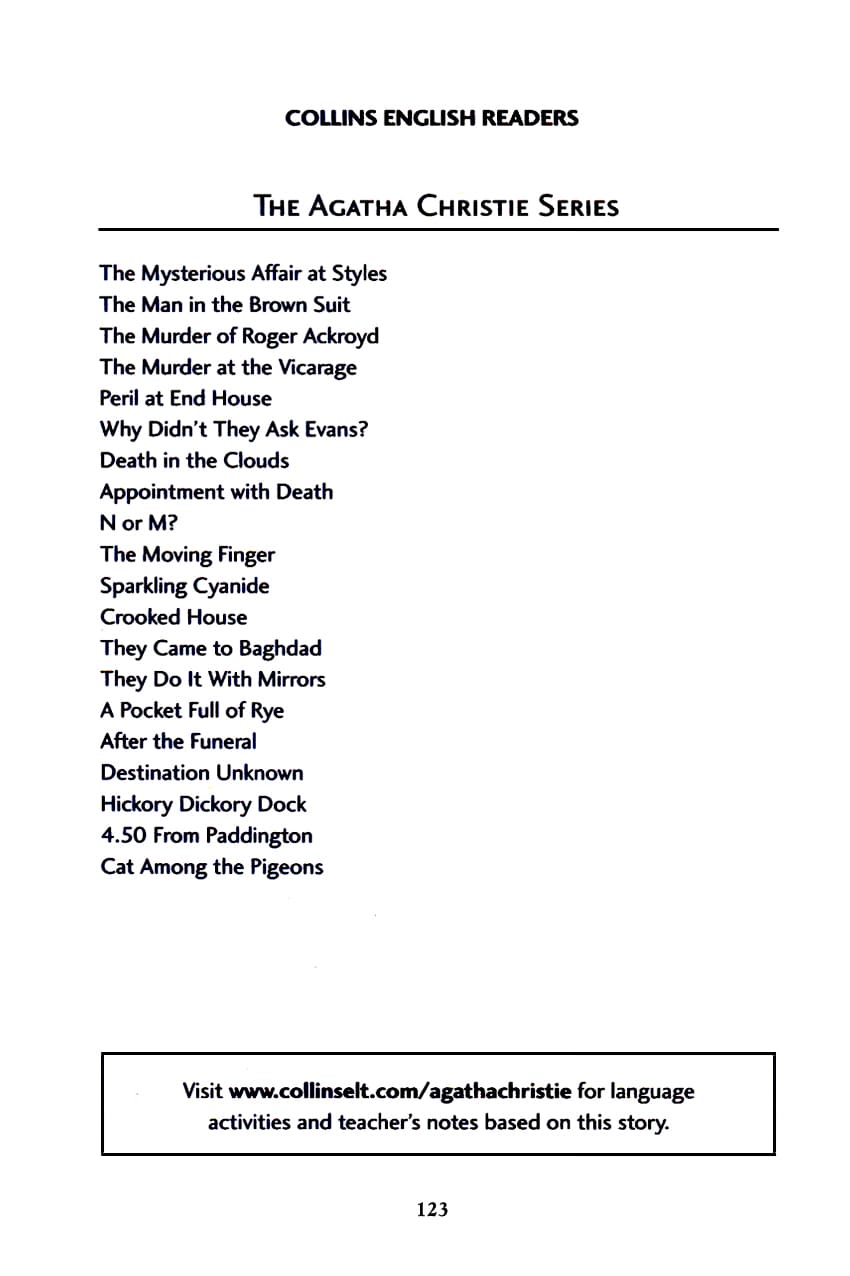 COLLINS ENGLISH READERS
THE AGATHA CHRISTIE SERIES
The Mysterious Affair at Styles
The Man in the Brown Suit
The Murder of Roger Ackroyd
The Murder at the Vicarage
Peril at End House
Why Didn't They Ask Evans?
Death in the Clouds
Appointment with Death
N or M?
The Moving Finger
Sparkling Cyanide
Crooked House
They Came to Baghdad
They Do It With Mirrors
A Pocket Full of Rye
After the Funeral
Destination Unknown
Hickory Dickory Dock
4.50 From Paddington
Cat Among the Pigeons
Visit www.collinselt.com/agathachristie for language
activities and teacher's notes based on this story.
123